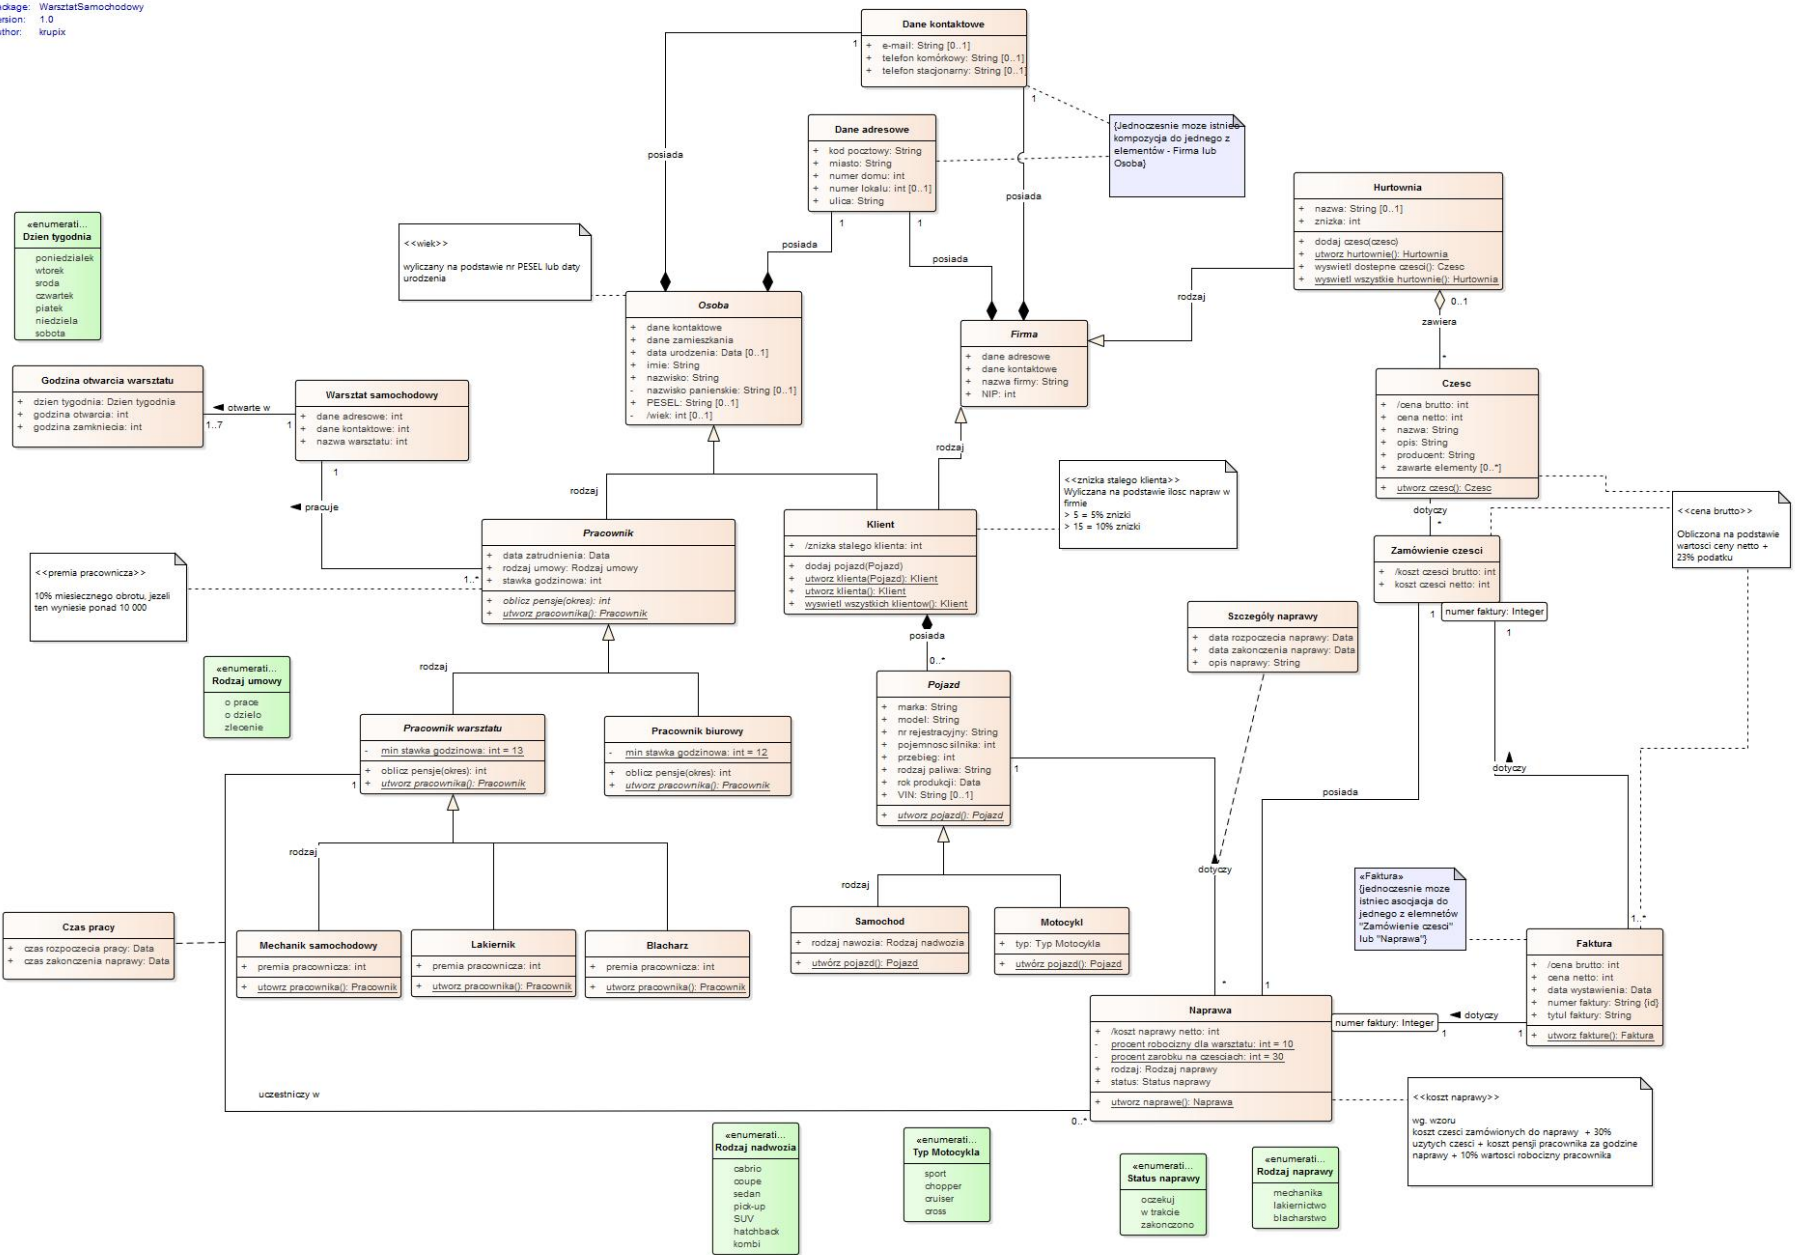 ckage: WarsztatSamochodowy
ersion: 1.0
thor: krupix
Dane kontaktowe
+ e-mail: String [0..1]
+ telefon komórkowy: String [0..1]
+ telefon stacjonarny: String [0..1]
1
1
posiada
posiada
Dane adresowe
+ kod pocztowy: String
+ miasto: String
+ numer domu: int
+ numer lokalu: int [0..1]
+ ulica: String
1
1
posiada
posiada
{Jednoczesnie moze istniec
kompozycja do jednego z
elementów - Firma lub
Osoba}
Hurtownia
+ nazwa: String [0..1]
+ znizka: int
+ dodaj czesc(czesc)
+ utworz hurtownie(): Hurtownia
+ wyswietl dostepne czesci(): Czesc
+ wyswietl wszystkie hurtownie(): Hurtownia
rodzaj
0..1
zawiera
*
«enumerati...
Dzien tygodnia
poniedzialek
wtorek
sroda
czwartek
piatek
niedziela
sobota
<<wiek>>
wyliczany na podstawie nr PESEL lub daty
urodzenia
Osoba
+ dane kontaktowe
+ dane zamieszkania
+ data urodzenia: Data [0..1]
+ imie: String
+ nazwisko: String
- nazwisko panienskie: String [0..1]
+ PESEL: String [0..1]
- /wiek: int [0..1]
Firma
+ dane adresowe
+ dane kontaktowe
+ nazwa firmy: String
+ NIP: int
Godzina otwarcia warsztatu
+ dzien tygodnia: Dzien tygodnia
+ godzina otwarcia: int
+ godzina zamkniecia: int
otwarte w
1..7
1
Warsztat samochodowy
+ dane adresowe: int
+ dane kontaktowe: int
+ nazwa warsztatu: int
1
pracuje
1..*
Czesc
+ /cena brutto: int
+ cena netto: int
+ nazwa: String
+ opis: String
+ producent: String
+ zawarte elementy [0..*]
+ utworz czesc(): Czesc
dotyczy
*
rodzaj
rodzaj
<<znizka stalego klienta>>
Wyliczana na podstawie ilosc napraw w
firmie
> 5 = 5% znizki
> 15 = 10% znizki
<<cena brutto>>
Obliczona na podstawie
wartosci ceny netto +
23% podatku
Pracownik
+ data zatrudnienia: Data
+ rodzaj umowy: Rodzaj umowy
+ stawka godzinowa: int
+ oblicz pensje(okres): int
+ utworz pracownika(): Pracownik
Klient
+ /znizka stalego klienta: int
+ dodaj pojazd(Pojazd)
+ utworz klienta(Pojazd): Klient
+ utworz klienta(): Klient
+ wyswietl wszystkich klientow(): Klient
posiada
0..*
Zamówienie czesci
+ /koszt czesci brutto: int
+ koszt czesci netto: int
1
numer faktury: Integer
1
<<premia pracownicza>>
10% miesiecznego obrotu, jezeli
ten wyniesie ponad 10 000
Szczególy naprawy
+ data rozpoczecia naprawy: Data
+ data zakonczenia naprawy: Data
+ opis naprawy: String
«enumerati...
Rodzaj umowy
o prace
o dzielo
zlecenie
rodzaj
Pracownik warsztatu
- min stawka godzinowa: int = 13
+ oblicz pensje(okres): int
+ utworz pracownika(): Pracownik
1
Pracownik biurowy
- min stawka godzinowa: int = 12
+ oblicz pensje(okres): int
+ utworz pracownika(): Pracownik
Pojazd
+ marka: String
+ model: String
+ nr rejestracyjny: String
+ pojemnosc silnika: int
+ przebieg: int
+ rodzaj paliwa: String
+ rok produkcji: Data
+ VIN: String [0..1]
+ utworz pojazd(): Pojazd
1
dotyczy
*
posiada
1
dotyczy
1..*
rodzaj
rodzaj
«Faktura»
{jednoczesnie moze
istniec asocjacja do
jednego z elemnetów
"Zamówienie czesci"
lub "Naprawa"}
Czas pracy
+ czas rozpoczecia pracy: Data
+ czas zakonczenia naprawy: Data
Mechanik samochodowy
+ premia pracownicza: int
+ utowrz pracownika(): Pracownik
Lakiernik
+ premia pracownicza: int
+ utworz pracownika(): Pracownik
Blacharz
+ premia pracownicza: int
+ utworz pracownika(): Pracownik
Samochod
+ rodzaj nawozia: Rodzaj nadwozia
+ utwórz pojazd(): Pojazd
Motocykl
+ typ: Typ Motocykla
+ utwórz pojazd(): Pojazd
Faktura
+ /cena brutto: int
+ cena netto: int
+ data wystawienia: Data
+ numer faktury: String {id}
+ tytul faktury: String
+ utworz fakture(): Faktura
Naprawa
+ /koszt naprawy netto: int
- procent robocizny dla warsztatu: int = 10
- procent zarobku na czesciach: int = 30
+ rodzaj: Rodzaj naprawy
+ status: Status naprawy
+ utworz naprawe(): Naprawa
numer faktury: Integer
1
dotyczy
1
uczestniczy w
0..*
<<koszt naprawy>>
wg. wzoru
koszt czesci zamówionych do naprawy + 30%
uzytych czesci + koszt pensji pracownika za godzine
naprawy + 10% wartosci robocizny pracownika
«enumerati...
Rodzaj nadwozia
cabrio
coupe
sedan
pick-up
SUV
hatchback
kombi
«enumerati...
Typ Motocykla
sport
chopper
cruiser
cross
«enumerati...
Status naprawy
oczekuj
w trakcie
zakonczono
«enumerati...
Rodzaj naprawy
mechanika
lakiernictwo
blacharstwo